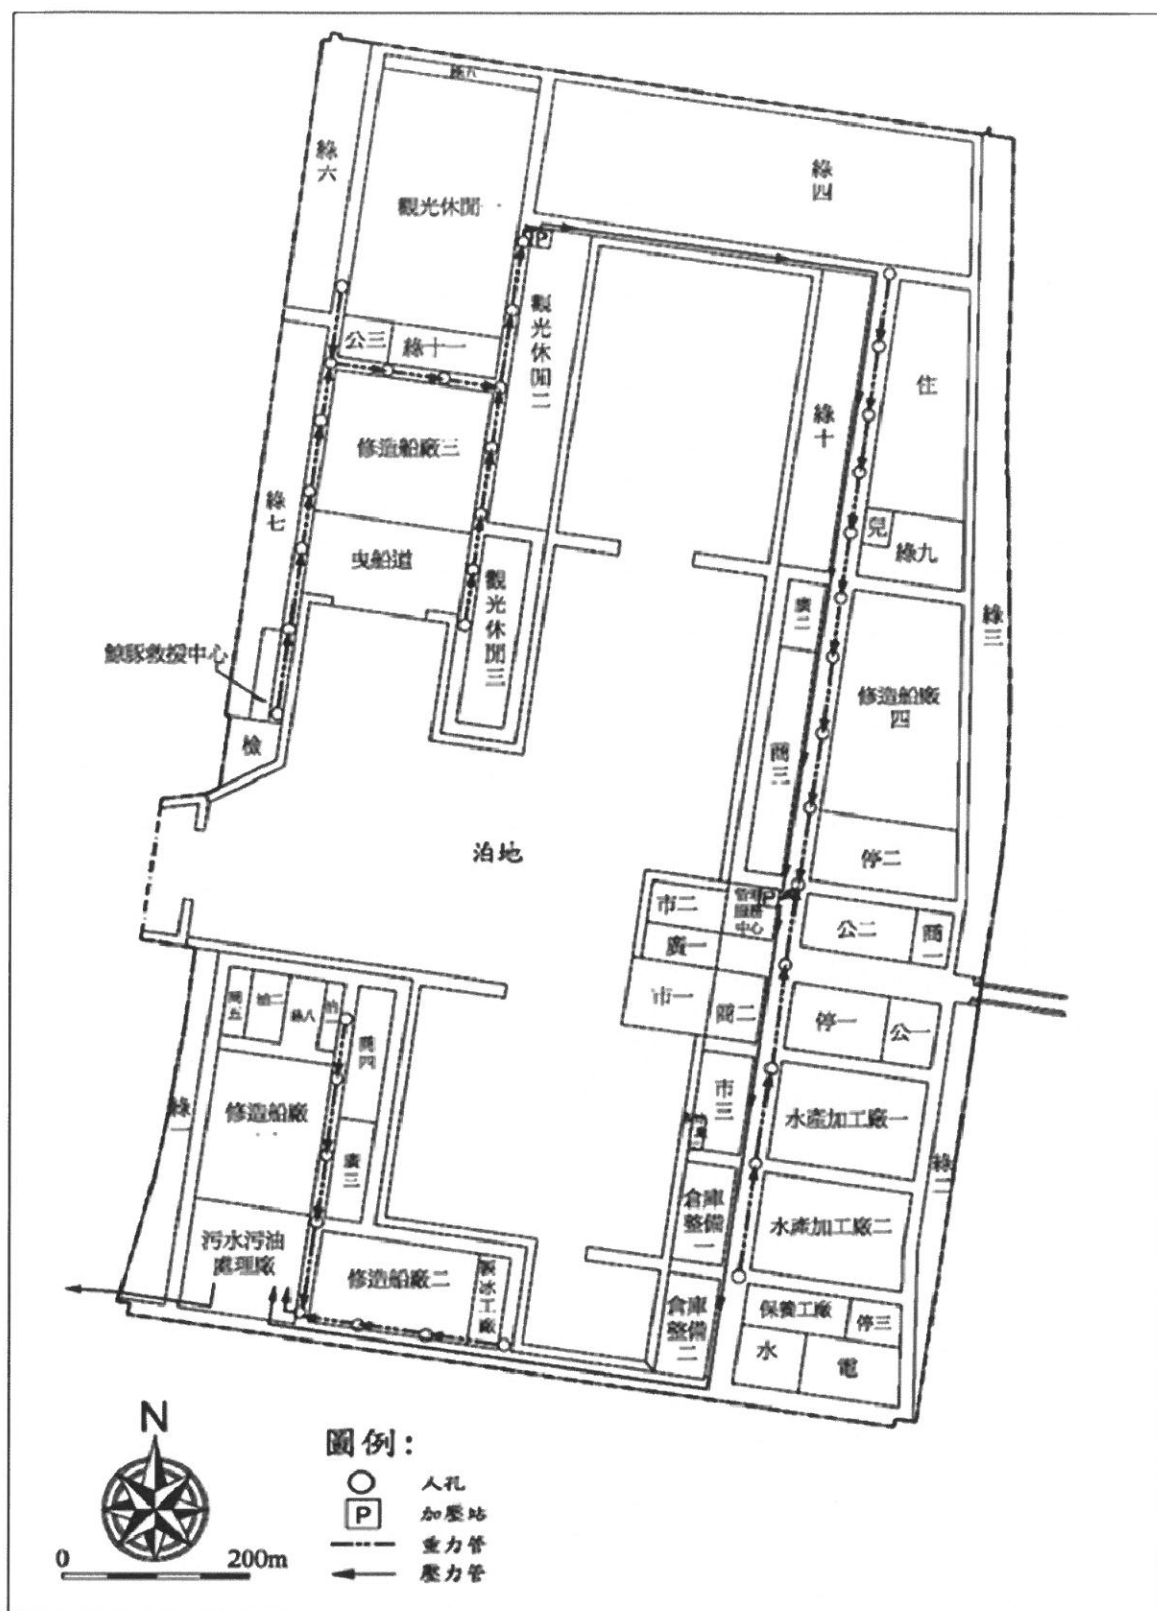 綠六
綠四
觀光休閒一
P
觀光休閒二
公三
綠十一
住
綠十
修造船廠三
綠七
兒
綠九
曳船道
觀光休閒三
廣二
綠三
鯨豚救援中心
修造船廠
四
檢
商三
泊地
停二
市二
P
中心
廣一
公二
商一
市一
商二
停一
公一
商五
油二
綠八
商四
修造船廠
市三
水產加工廠一
綠一
廣三
綠二
倉庫
整備
一
水產加工廠二
污水污油
處理廠
修造船廠二
製冰工廠
倉庫
整備
二
保養工廠
停三
水
電
N
0
200m
圖例：
人孔
P
加壓站
重力管
壓力管